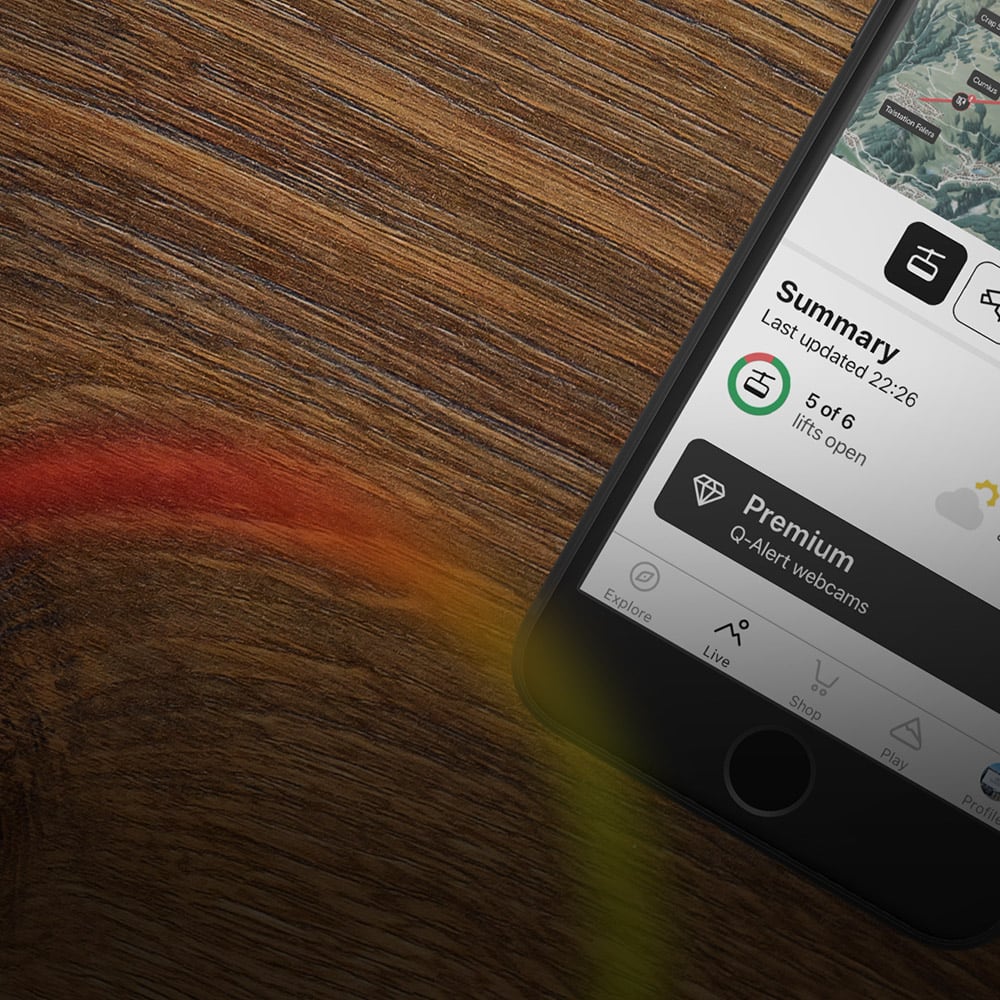 Crap
Curnius
Talstation Falera
Summary
Last updated 22:26
5 of 6
lifts open
Premium
Q-Alert webcams
Explore
Live
Shop
Play
Profile